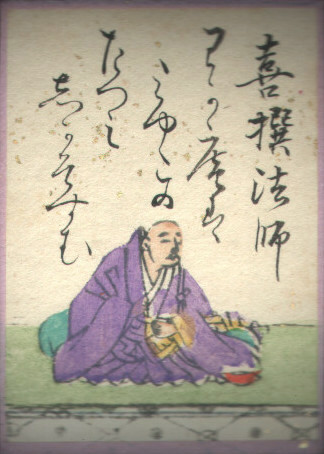 喜撰法師
わか庵は
みやこの
たつみ
しかそすむ